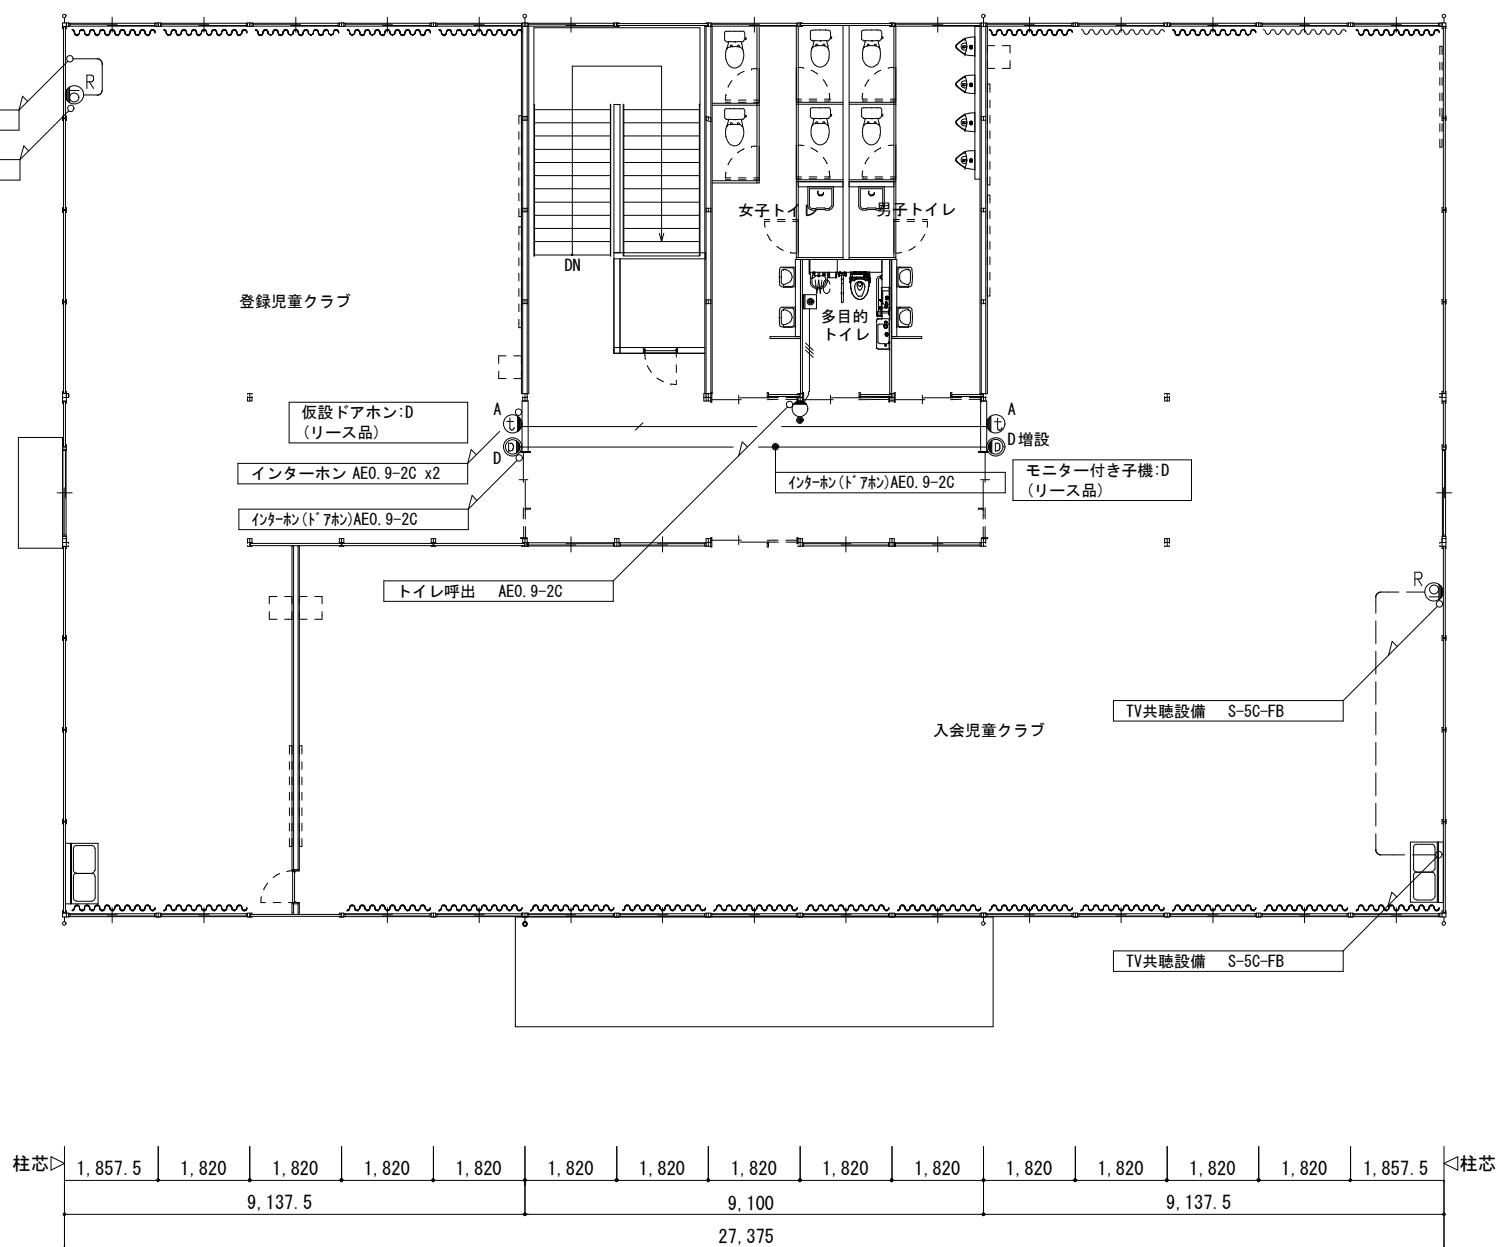 R
女子トイレ
男子トイレ
DN
登録児童クラブ
多目的
トイレ
仮設ドアホン:D
(リース品)
A
t
D
D
インターホン AE0.9-2C x2
インターホン(ドアホン)AE0.9-2C
A
t
D
D増設
インターホン(ドアホン)AE0.9-2C
モニター付き子機:D
(リース品)
トイレ呼出 AE0.9-2C
R
TV共聴設備 S-5C-FB
入会児童クラブ
TV共聴設備 S-5C-FB
柱芯 1,857.5 1,820 1,820 1,820 1,820 1,820 1,820 1,820 1,820 1,820 1,820 1,820 1,820 1,820 1,857.5 柱芯
9,137.5 9,100 9,137.5
27,375